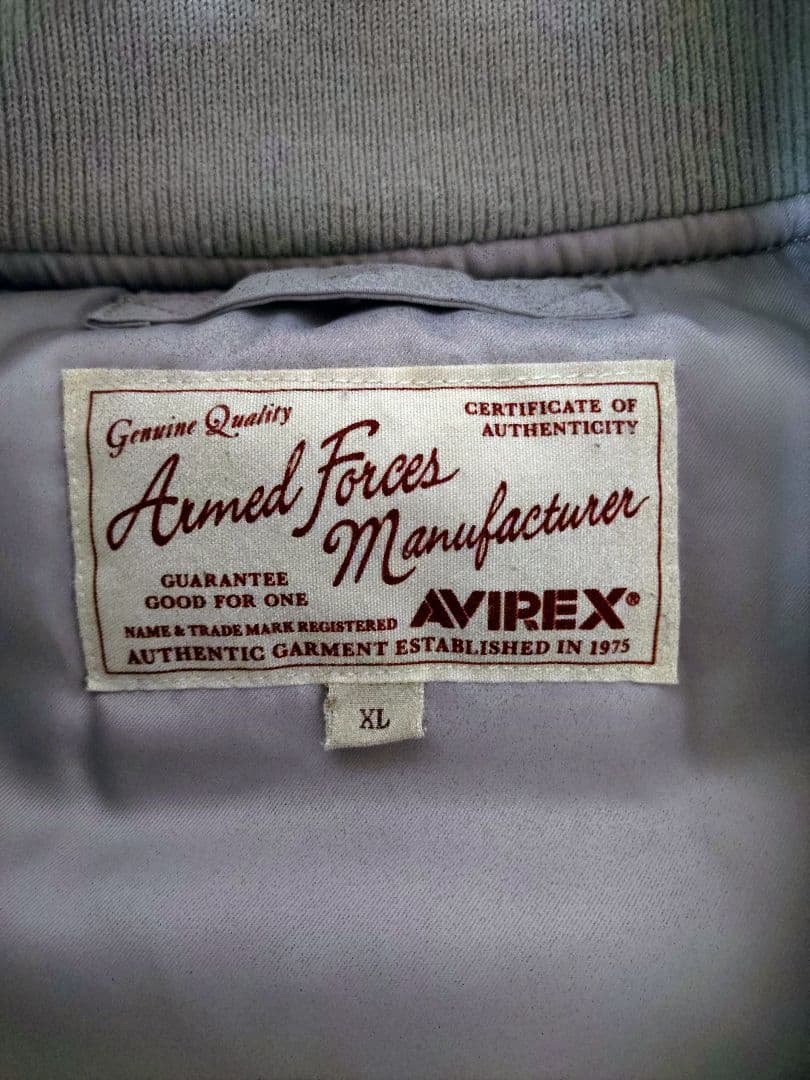 Genuine Quality
CERTIFICATE OF
AUTHENTICITY
Armed Forces
Manufacturer
GUARANTEE
GOOD FOR ONE
NAME & TRADE MARK REGISTERED
AVIREX®
AUTHENTIC GARMENT ESTABLISHED IN 1975
XL